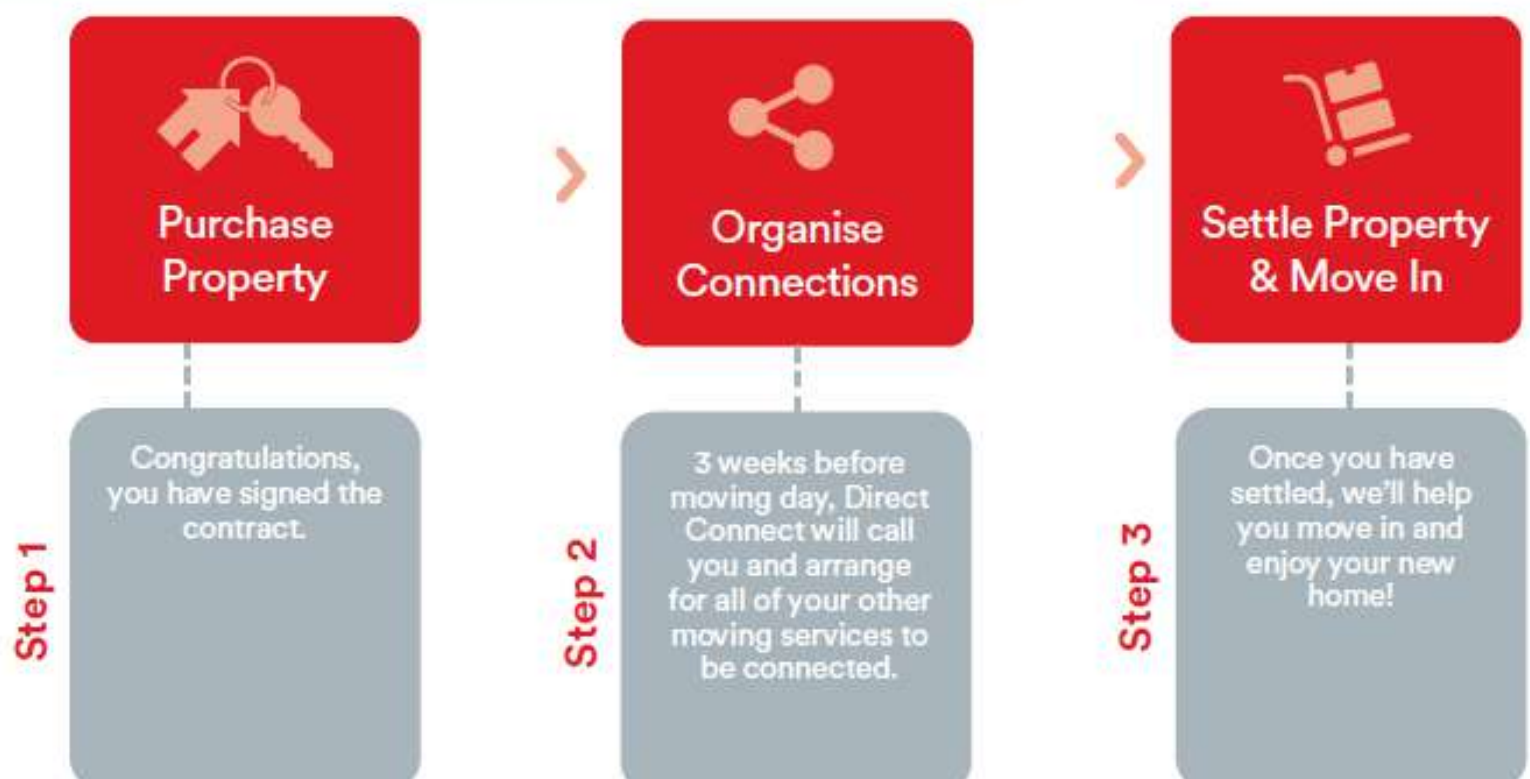 Purchase
Property
Step 1
Congratulations,
you have signed the
contract.
Organise
Connections
Step 2
3 weeks before
moving day, Direct
Connect will call
you and arrange
for all of your other
moving services to
be connected.
Settle Property
& Move In
Step 3
Once you have
settled, we'll help
you move in and
enjoy your new
home!